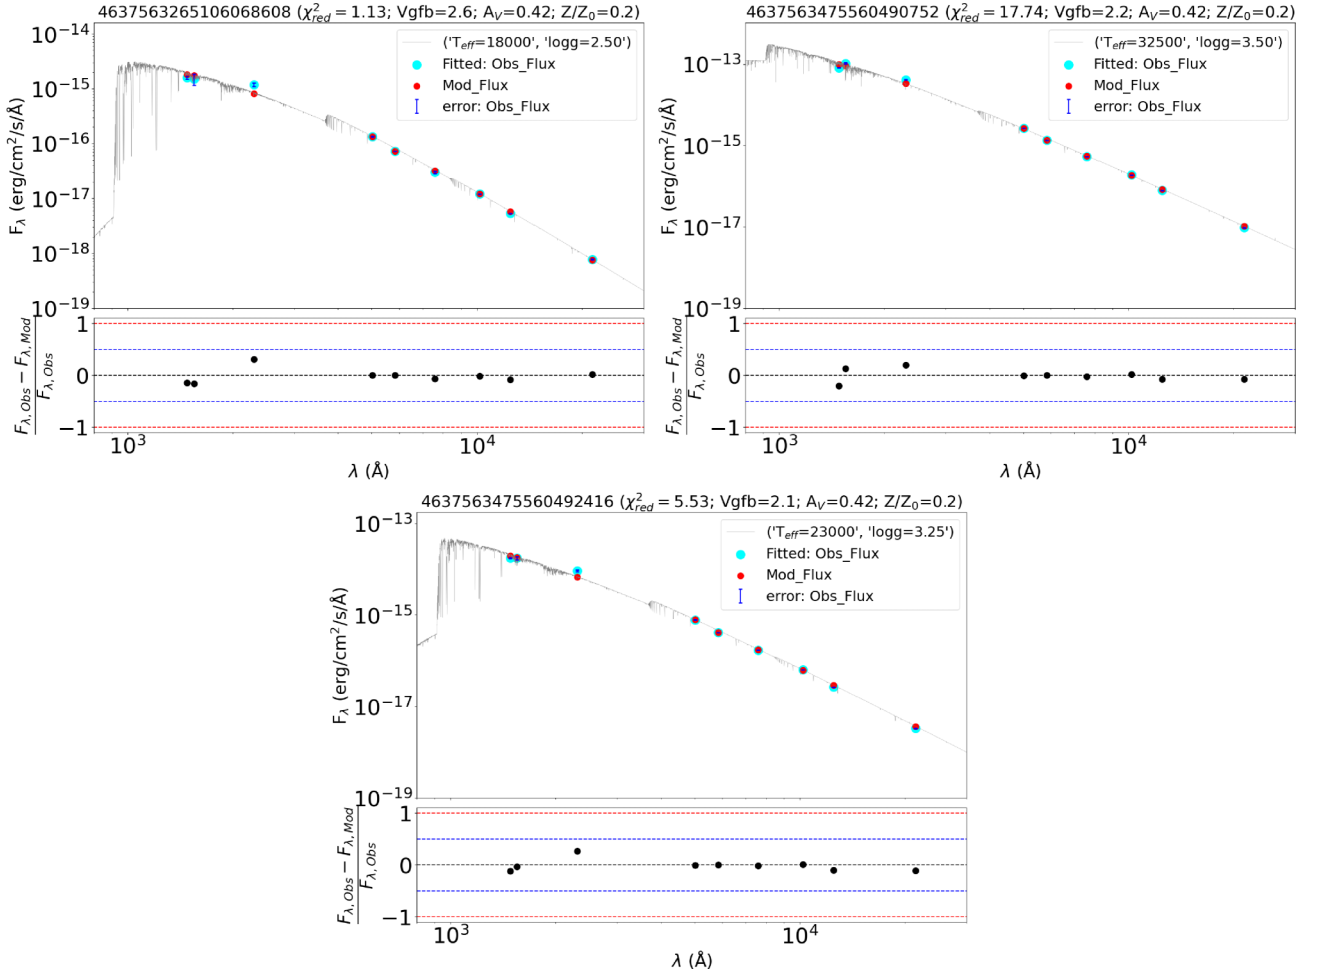 4637563265106068608 (χ²red = 1.13; Vgfb=2.6; AV=0.42; Z/Z0=0.2)
10−14
10−15
10−16
10−17
10−18
10−19
Fλ (erg/cm²/s/Å)
('Teff=18000', 'logg=2.50')
Fitted: Obs_Flux
Mod_Flux
error: Obs_Flux
1
0
−1
Fλ,Obs − Fλ,Mod
Fλ,Obs
10³
10⁴
λ (Å)
4637563475560490752 (χ²red = 17.74; Vgfb=2.2; AV=0.42; Z/Z0=0.2)
10−13
10−15
10−17
10−19
Fλ (erg/cm²/s/Å)
('Teff=32500', 'logg=3.50')
Fitted: Obs_Flux
Mod_Flux
error: Obs_Flux
1
0
−1
Fλ,Obs − Fλ,Mod
Fλ,Obs
10³
10⁴
λ (Å)
4637563475560492416 (χ²red = 5.53; Vgfb=2.1; AV=0.42; Z/Z0=0.2)
10−13
10−15
10−17
10−19
Fλ (erg/cm²/s/Å)
('Teff=23000', 'logg=3.25')
Fitted: Obs_Flux
Mod_Flux
error: Obs_Flux
1
0
−1
Fλ,Obs − Fλ,Mod
Fλ,Obs
10³
10⁴
λ (Å)